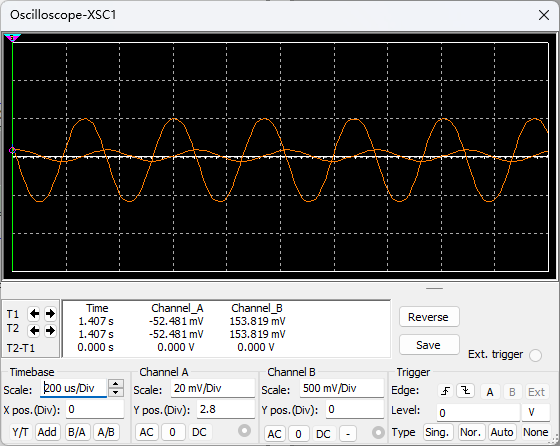 Oscilloscope-XSC1
T1
T2
T2-T1
Time Channel_A Channel_B
1.407 s -52.481 mV 153.819 mV
1.407 s -52.481 mV 153.819 mV
0.000 s 0.000 V 0.000 V
Reverse
Save
Ext. trigger
Timebase
Scale: 200 us/Div
X pos.(Div): 0
Y/T Add B/A A/B
Channel A
Scale: 20 mV/Div
Y pos.(Div): 2.8
AC 0 DC
Channel B
Scale: 500 mV/Div
Y pos.(Div): 0
AC 0 DC -
Trigger
Edge: A B Ext
Level: 0 V
Type Sing. Nor. Auto None